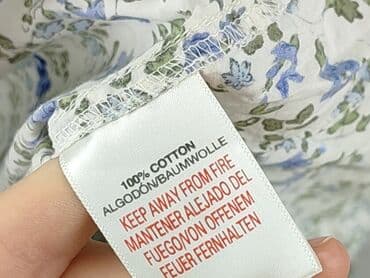 100% COTTON
ALGODÓN/BAUMWOLLE
KEEP AWAY FROM FIRE
MANTENER ALEJADO DEL
FUEGO/VON OFFENEM
FEUER FERNHALTEN